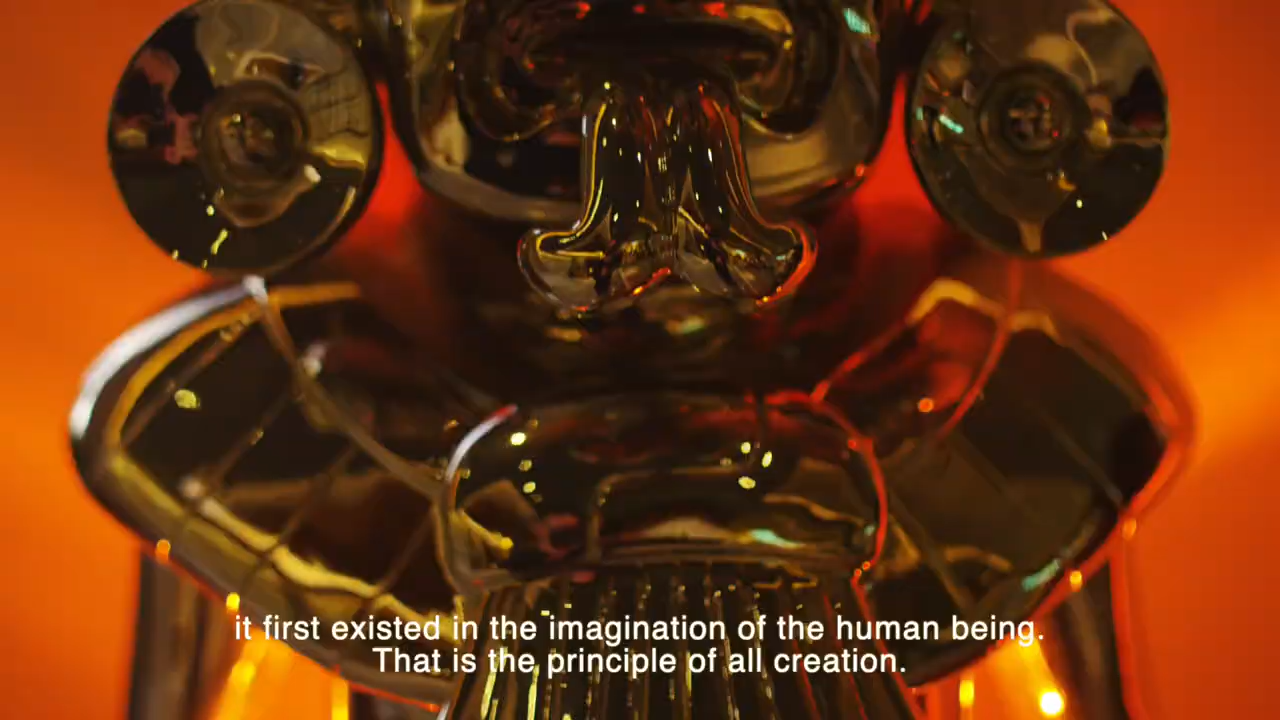 it first existed in the imagination of the human being.
That is the principle of all creation.